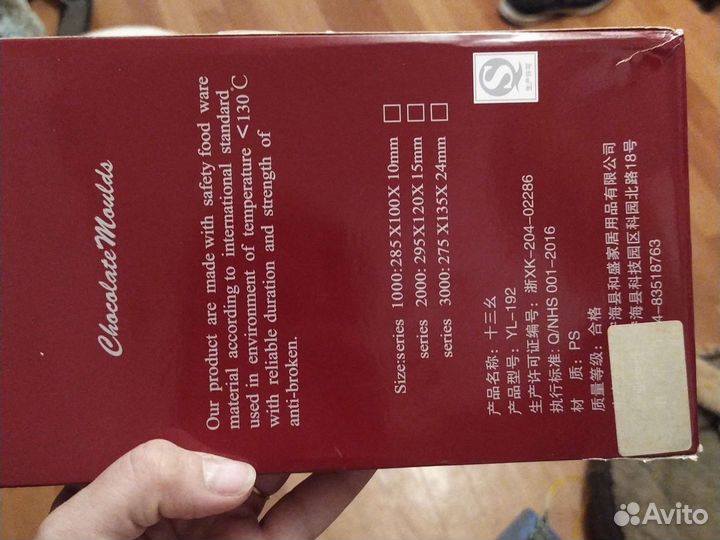 Chocolate Moulds
Our product are made with safety food ware
material according to international standard
used in environment of temperature <130℃
with reliable duration and strength of
anti-broken.
Size:series 1000:285X100X10mm□
series 2000: 295X120X15mm□
series 3000: 275X135X24mm□
生产许可
产品名称: 十三幺
产品型号: YL-192
生产许可证编号: 浙XK-204-02286
执行标准: Q/NHS 001-2016
材 质: PS
质量等级: 合格
海县和盛家居用品有限公司
海县科技园区科园北路18号
4-83518763
Avito